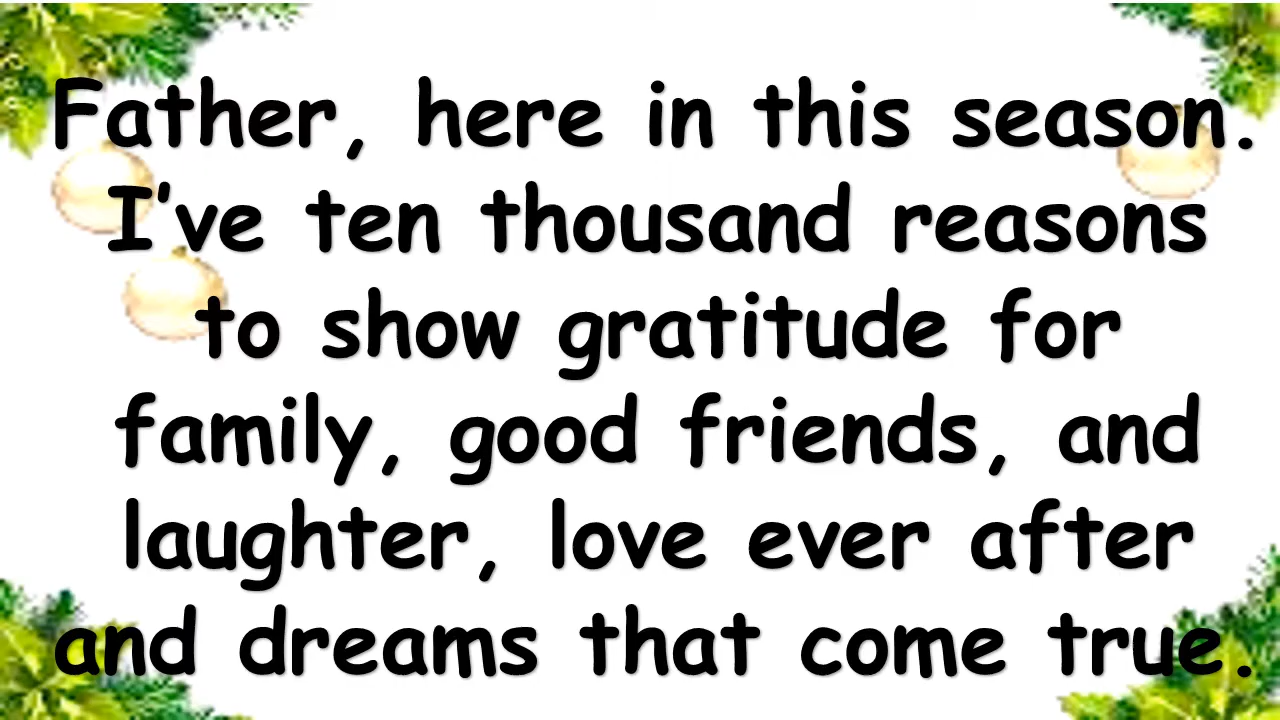 Father, here in this season.
I've ten thousand reasons
to show gratitude for
family, good friends, and
laughter, love ever after
and dreams that come true.